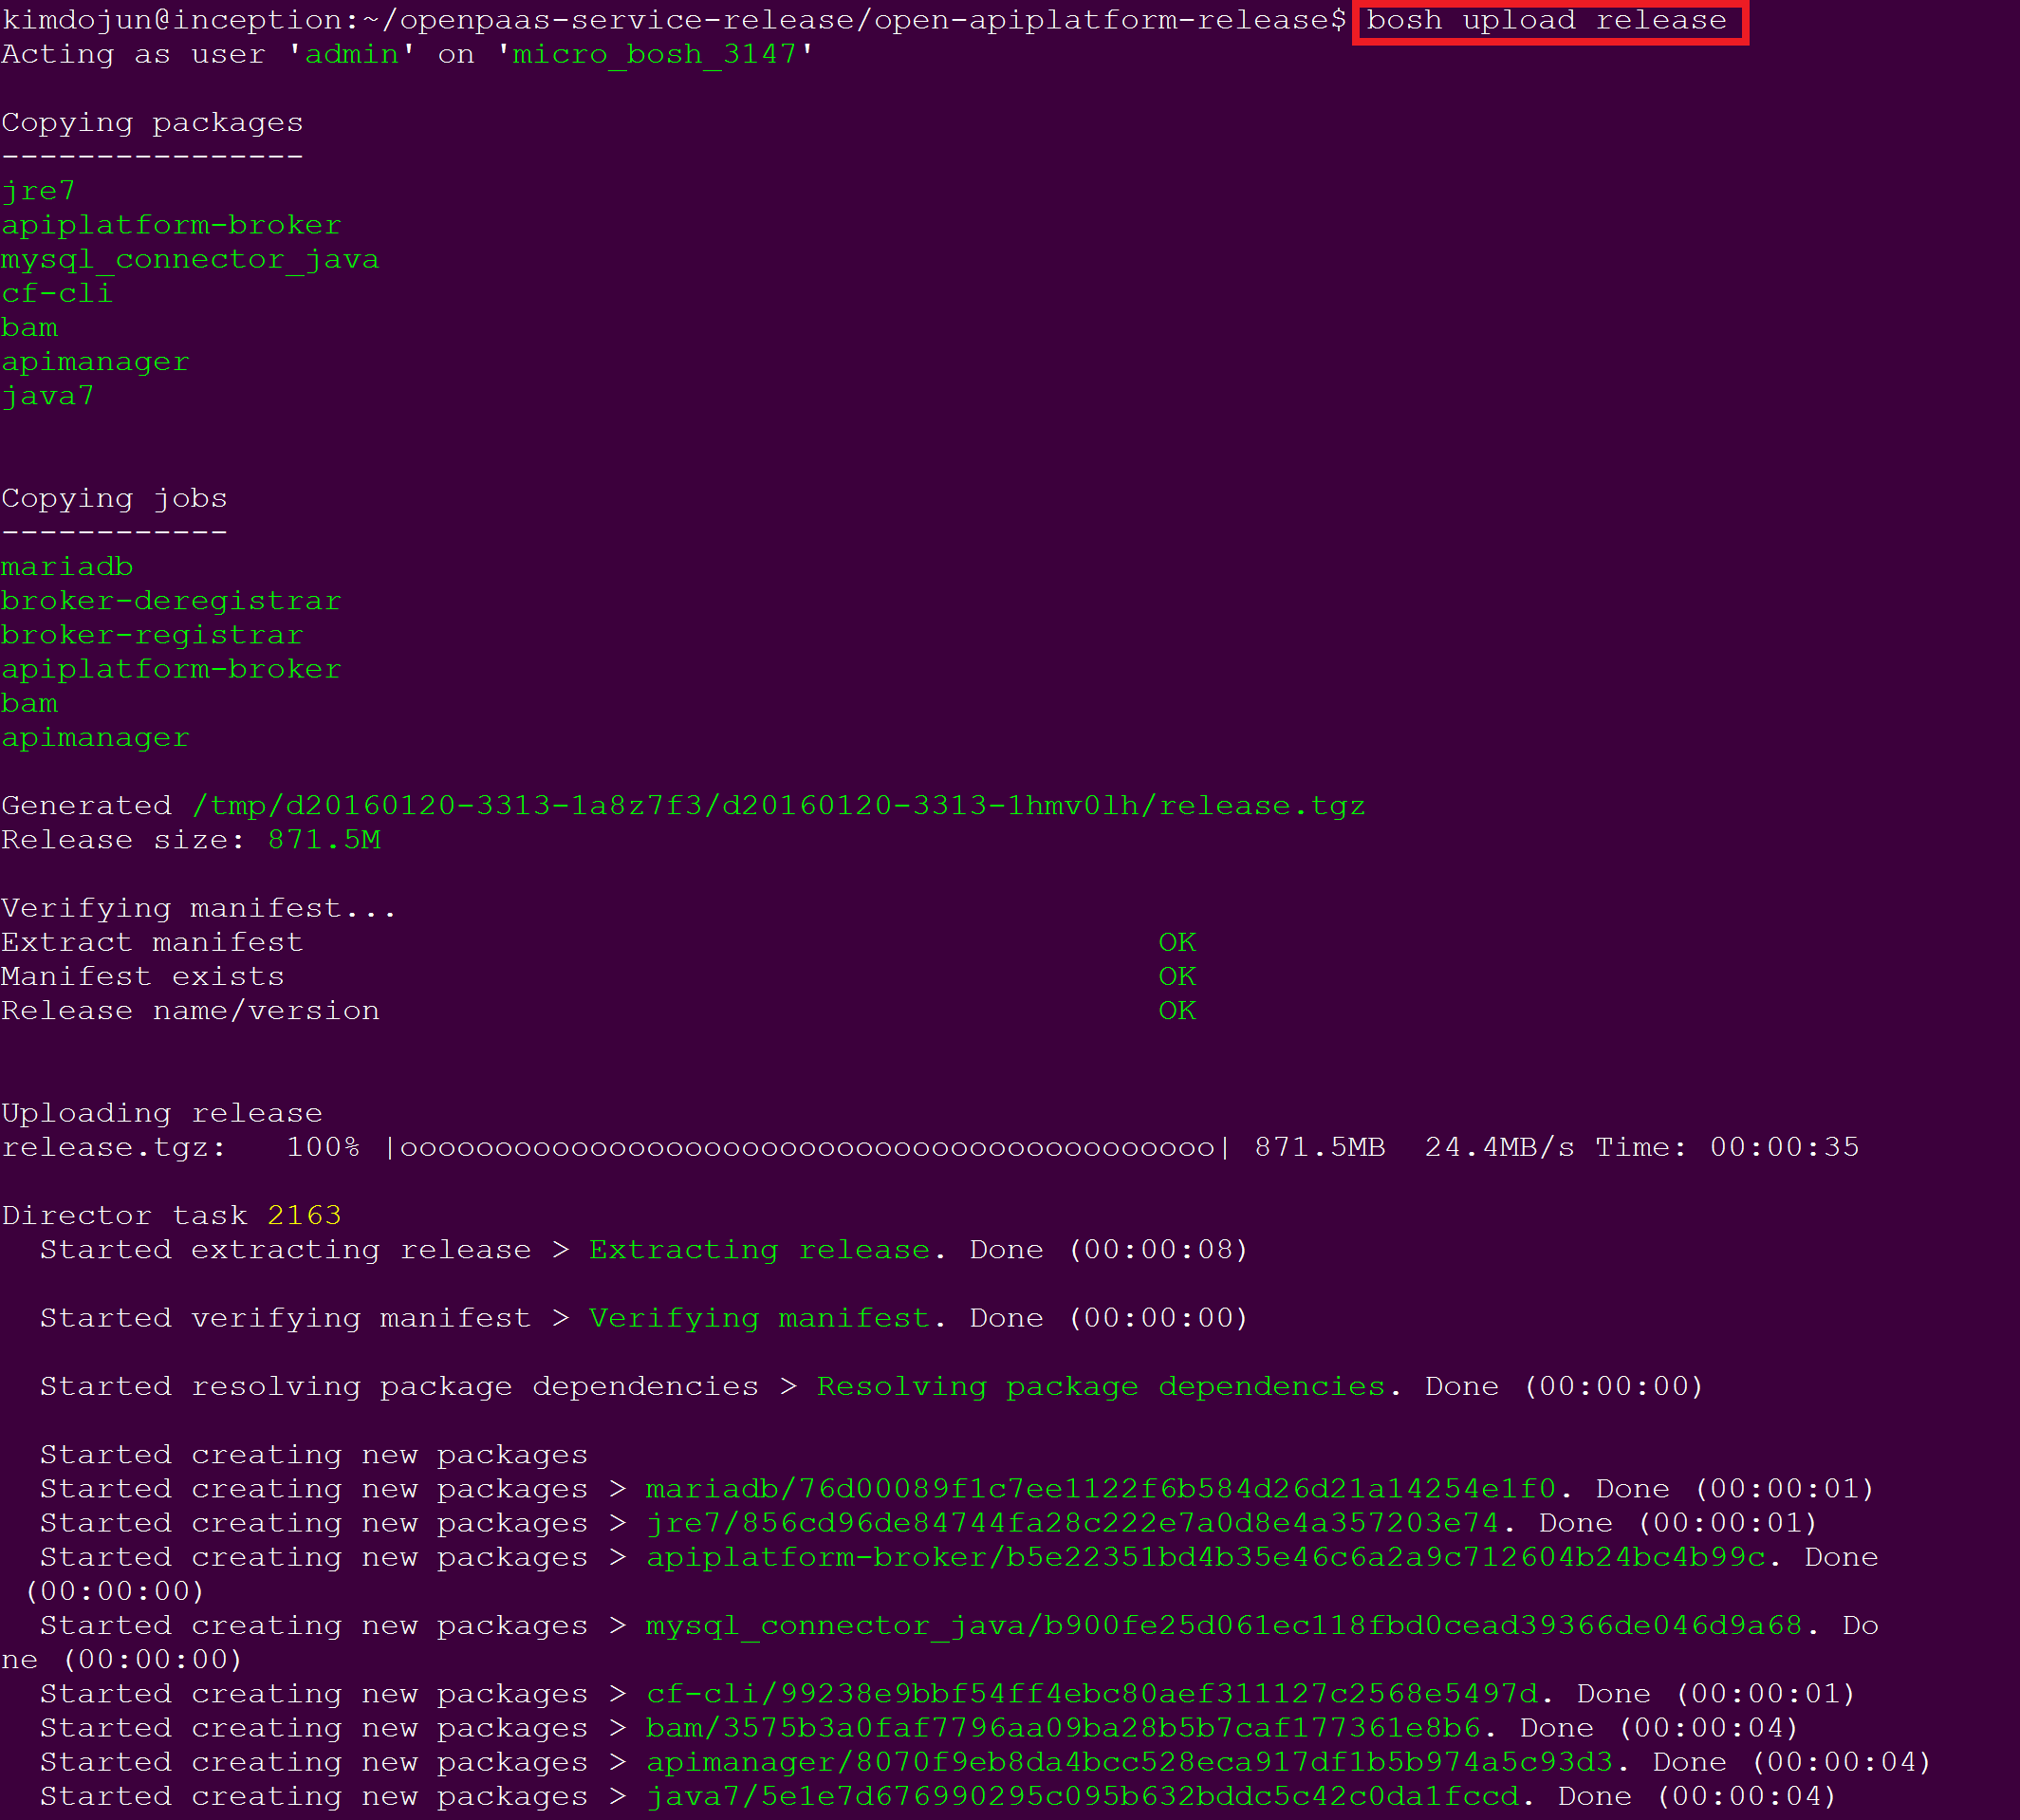 kimdojun@inception:~/openpaas-service-release/open-apiplatform-release$ bosh upload release
Acting as user 'admin' on 'micro_bosh_3147'
Copying packages
----------------
jre7
apiplatform-broker
mysql_connector_java
cf-cli
bam
apimanager
java7
Copying jobs
------------
mariadb
broker-deregistrar
broker-registrar
apiplatform-broker
bam
apimanager
Generated /tmp/d20160120-3313-1a8z7f3/d20160120-3313-1hmv0lh/release.tgz
Release size: 871.5M
Verifying manifest...
Extract manifest OK
Manifest exists OK
Release name/version OK
Uploading release
release.tgz:   100% |ooooooooooooooooooooooooooooooooooooooooooo| 871.5MB  24.4MB/s Time: 00:00:35
Director task 2163
Started extracting release > Extracting release. Done (00:00:08)
Started verifying manifest > Verifying manifest. Done (00:00:00)
Started resolving package dependencies > Resolving package dependencies. Done (00:00:00)
Started creating new packages
Started creating new packages > mariadb/76d00089f1c7ee1122f6b584d26d21a14254e1f0. Done (00:00:01)
Started creating new packages > jre7/856cd96de84744fa28c222e7a0d8e4a357203e74. Done (00:00:01)
Started creating new packages > apiplatform-broker/b5e22351bd4b35e46c6a2a9c712604b24bc4b99c. Done
(00:00:00)
Started creating new packages > mysql_connector_java/b900fe25d061ec118fbd0cead39366de046d9a68. Do
ne (00:00:00)
Started creating new packages > cf-cli/99238e9bbf54ff4ebc80aef311127c2568e5497d. Done (00:00:01)
Started creating new packages > bam/3575b3a0faf7796aa09ba28b5b7caf177361e8b6. Done (00:00:04)
Started creating new packages > apimanager/8070f9eb8da4bcc528eca917df1b5b974a5c93d3. Done (00:00:04)
Started creating new packages > java7/5e1e7d676990295c095b632bddc5c42c0da1fccd. Done (00:00:04)